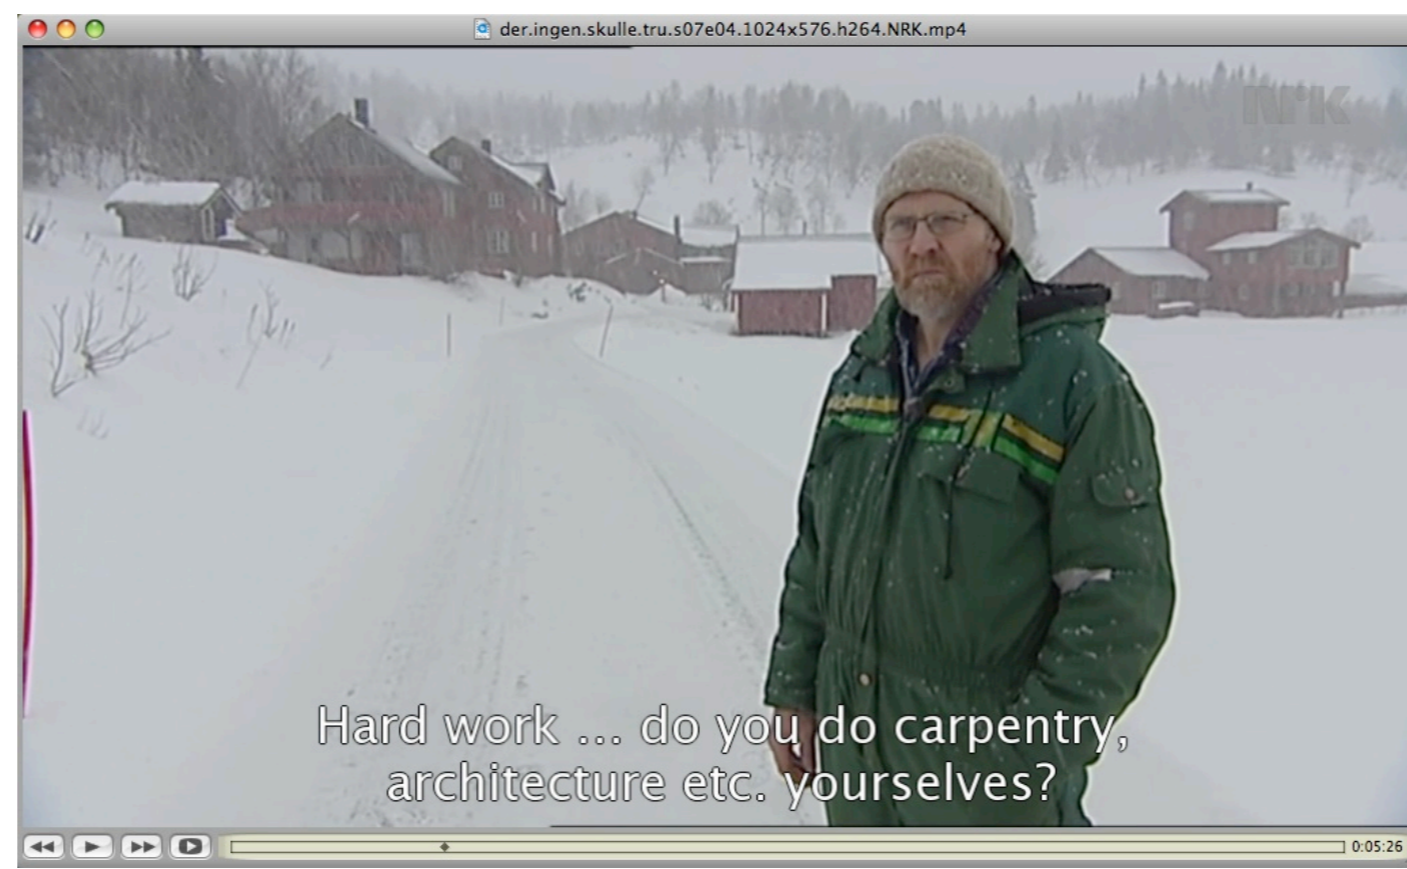 der.ingen.skulle.tru.s07e04.1024x576.h264.NRK.mp4
NRK
Hard work ... do you do carpentry,
architecture etc. yourselves?
0:05:26